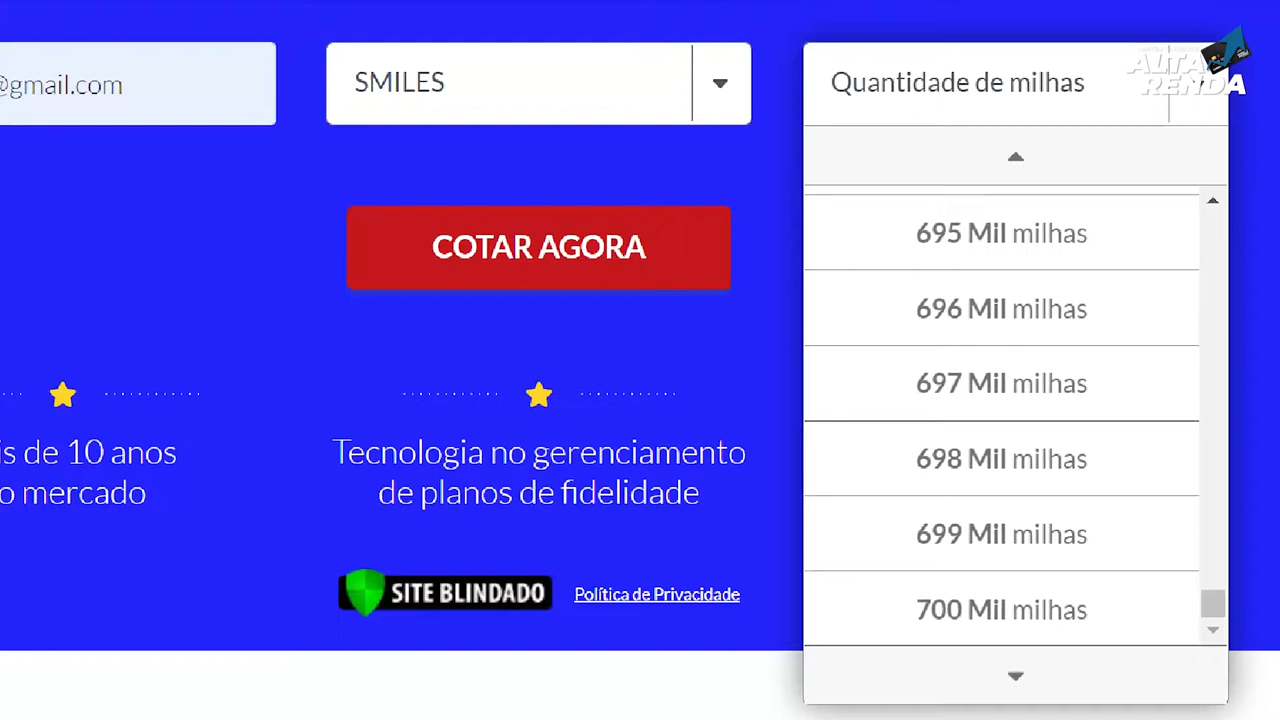 @gmail.com
SMILES
Quantidade de milhas
ALTA
RENDA
COTAR AGORA
695 Mil milhas
696 Mil milhas
697 Mil milhas
698 Mil milhas
699 Mil milhas
700 Mil milhas
is de 10 anos
o mercado
Tecnologia no gerenciamento
de planos de fidelidade
SITE BLINDADO
Política de Privacidade